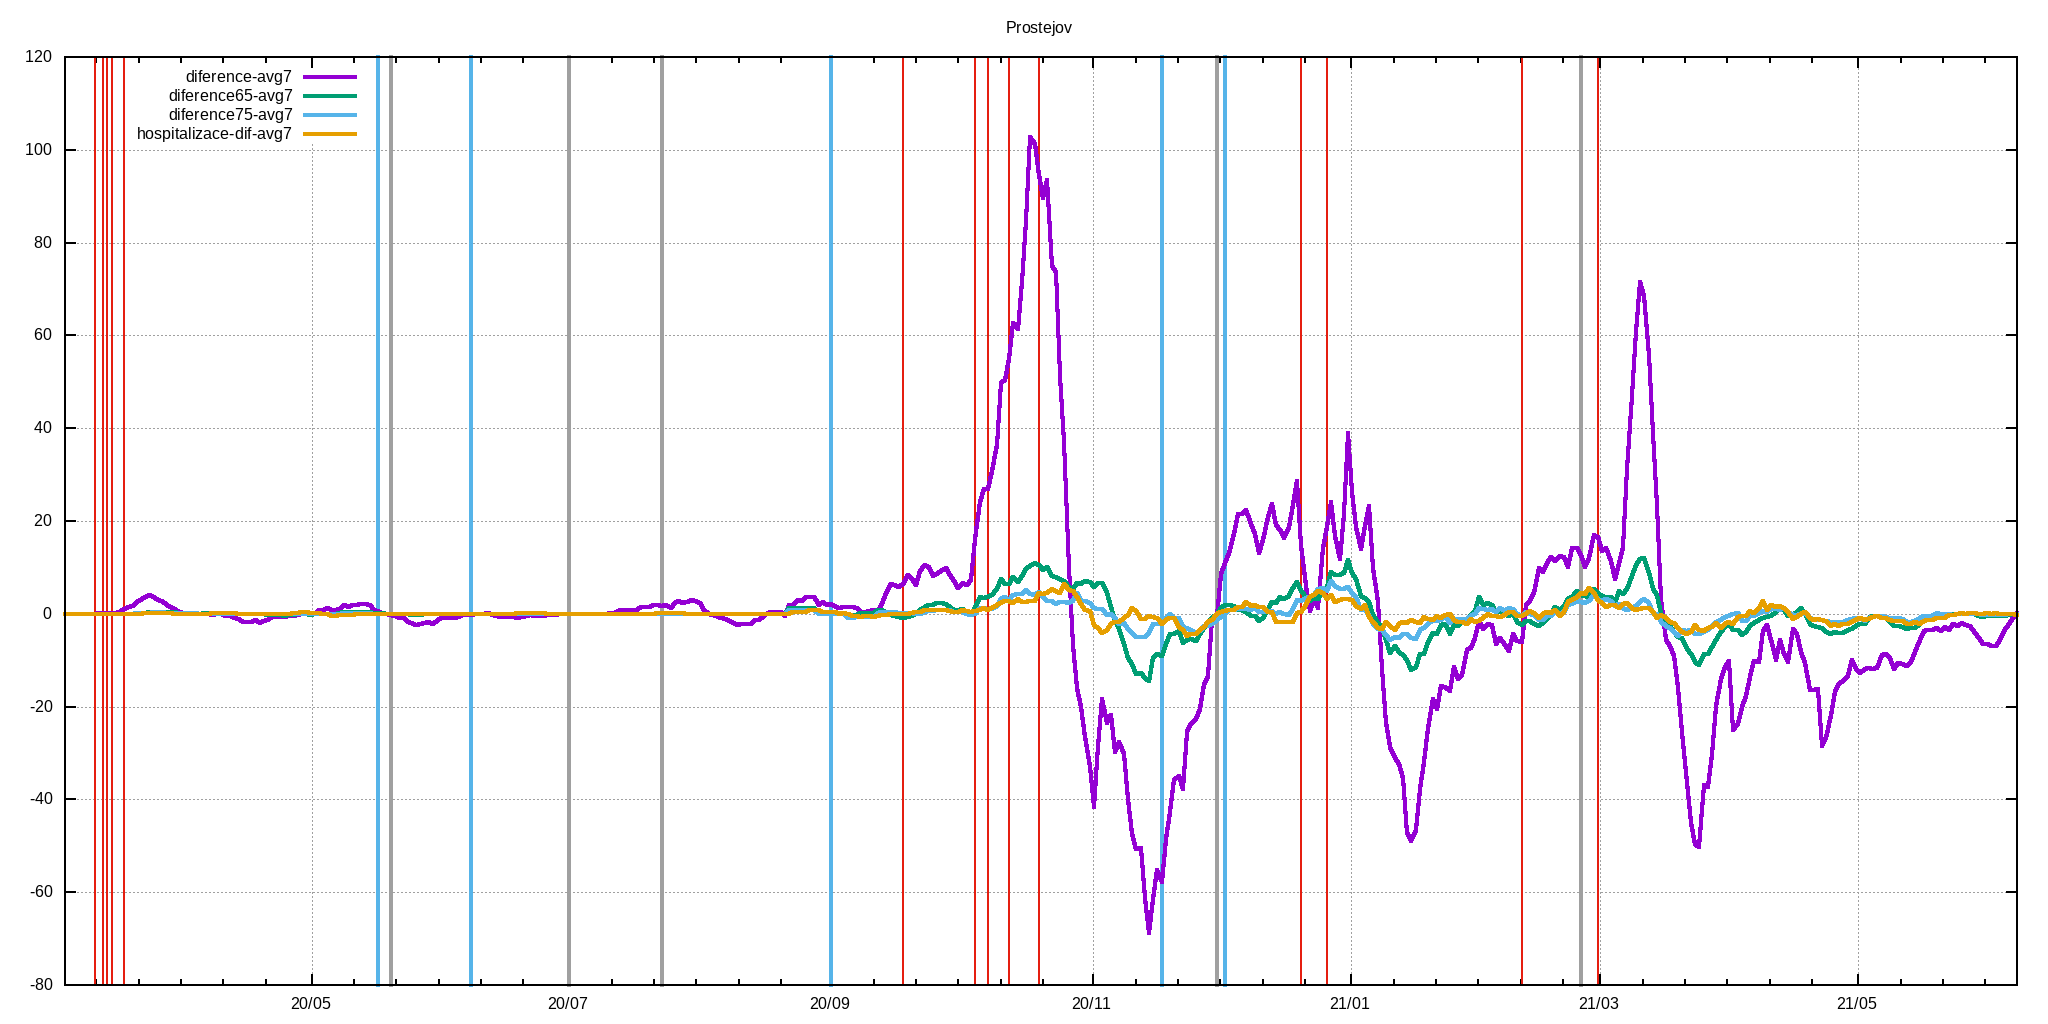 Prostejov
diference-avg7
diference65-avg7
diference75-avg7
hospitalizace-dif-avg7
120
100
80
60
40
20
0
-20
-40
-60
-80
20/05 20/07 20/09 20/11 21/01 21/03 21/05